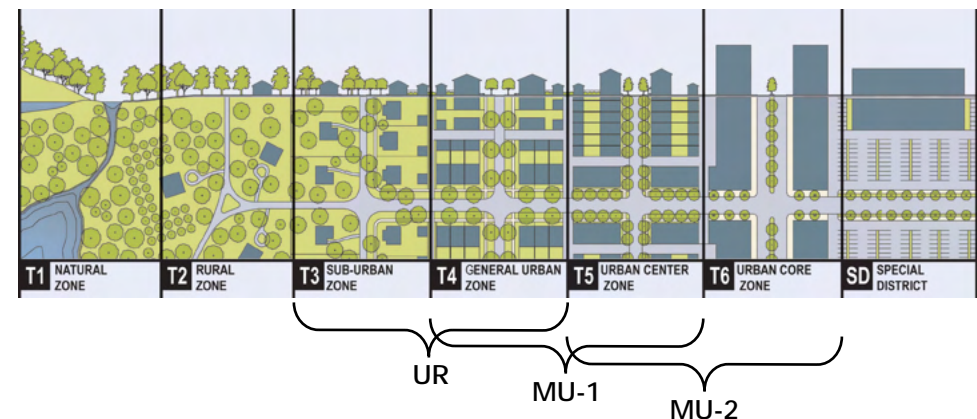 T1 NATURAL
ZONE
T2 RURAL
ZONE
T3 SUB-URBAN
ZONE
T4 GENERAL URBAN
ZONE
T5 URBAN CENTER
ZONE
T6 URBAN CORE
ZONE
SD SPECIAL
DISTRICT
UR
MU-1
MU-2